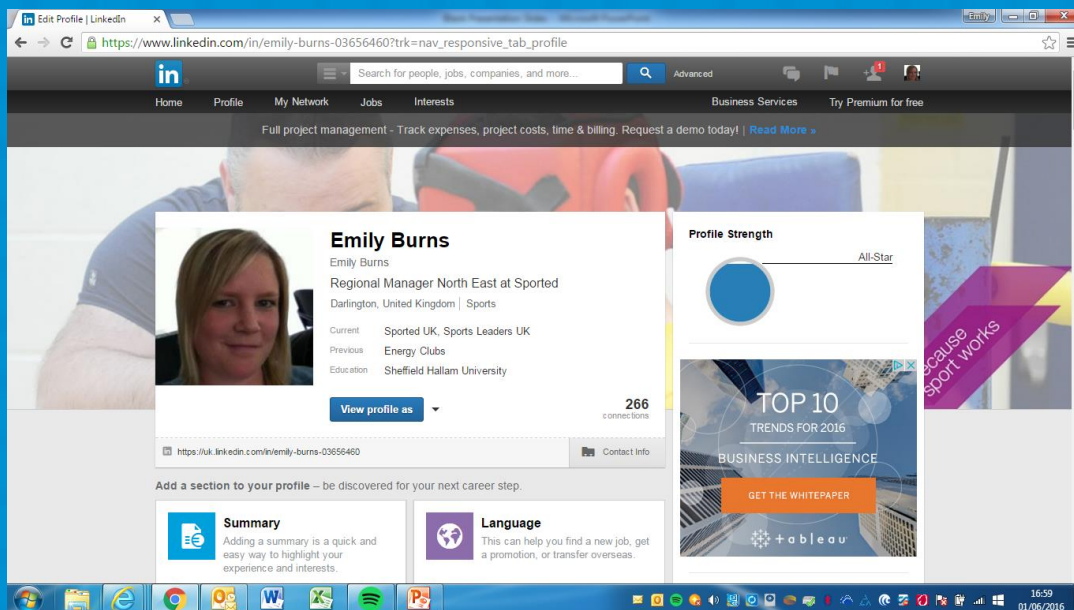 Edit Profile | LinkedIn
Emily
https://www.linkedin.com/in/emily-burns-03656460?trk=nav_responsive_tab_profile
in
Search for people, jobs, companies, and more...
Advanced
1
Home Profile My Network Jobs Interests Business Services Try Premium for free
Full project management - Track expenses, project costs, time & billing. Request a demo today! | Read More »
Emily Burns
Emily Burns
Regional Manager North East at Sported
Darlington, United Kingdom | Sports
Current Sported UK, Sports Leaders UK
Previous Energy Clubs
Education Sheffield Hallam University
View profile as
266
connections
https://uk.linkedin.com/in/emily-burns-03656460
Contact Info
Profile Strength
All-Star
because
sport works
TOP 10
TRENDS FOR 2016
BUSINESS INTELLIGENCE
GET THE WHITEPAPER
+ a b l e a u
Add a section to your profile – be discovered for your next career step.
Summary
Adding a summary is a quick and
easy way to highlight your
experience and interests.
Language
This can help you find a new job, get
a promotion, or transfer overseas.
16:59
01/06/2016